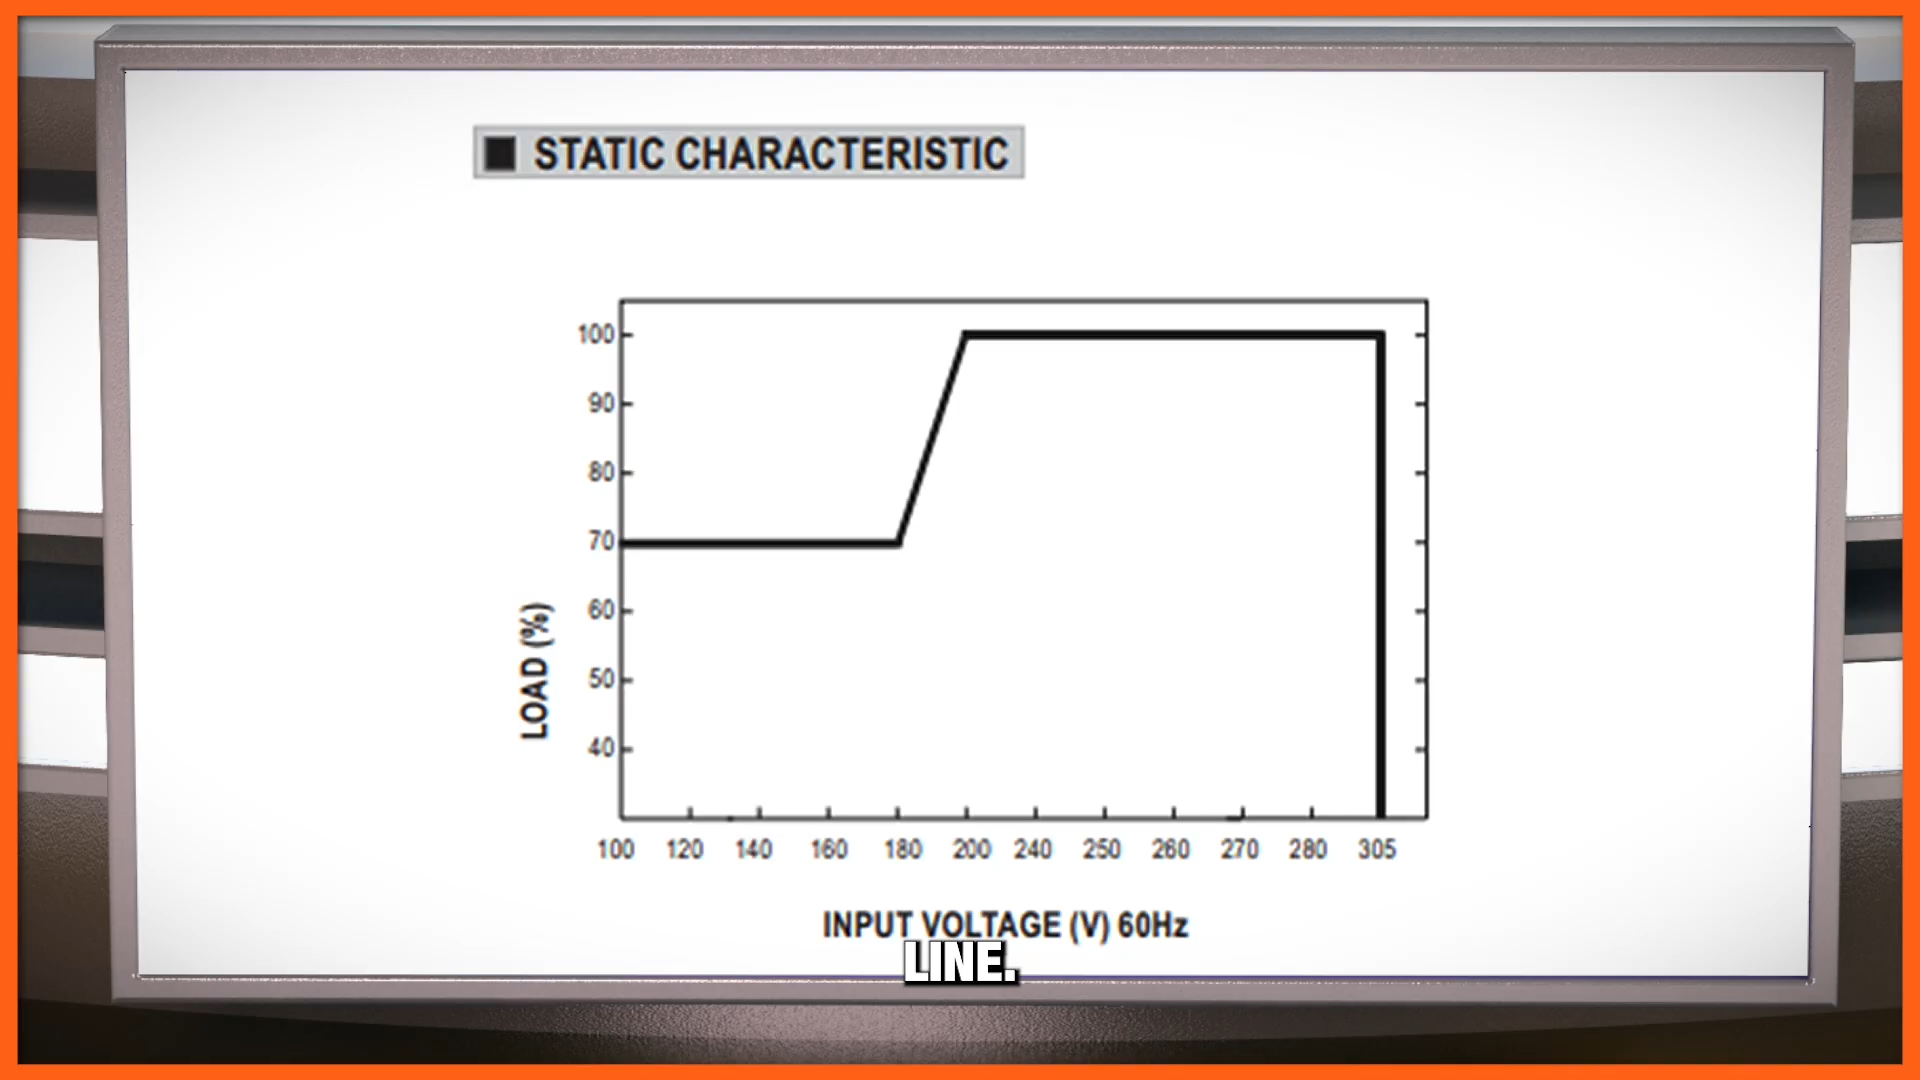 STATIC CHARACTERISTIC
100
90
80
70
60
50
40
LOAD (%)
100 120 140 160 180 200 240 250 260 270 280 305
INPUT VOLTAGE (V) 60Hz
LINE.